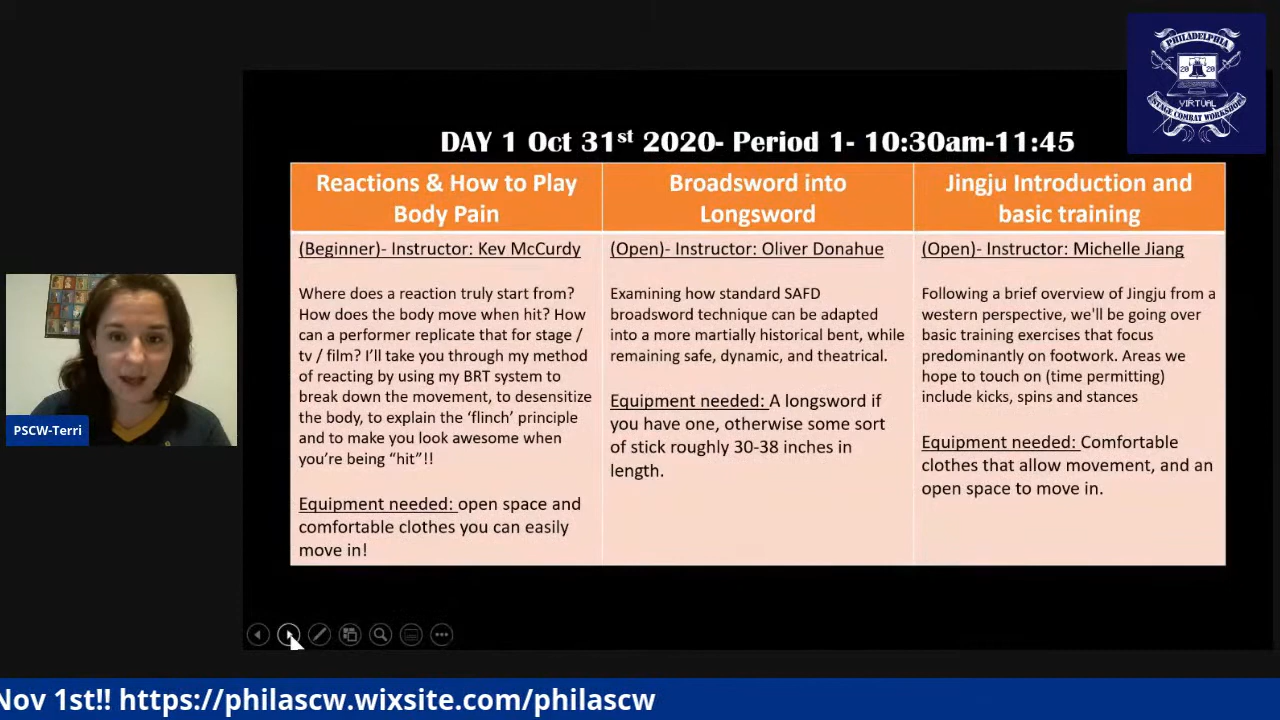 PHILADELPHIA
20 20
VIRTUAL
STAGE COMBAT WORKSHOP
DAY 1 Oct 31st 2020- Period 1- 10:30am-11:45
Reactions & How to Play
Body Pain
(Beginner)- Instructor: Kev McCurdy
Where does a reaction truly start from?
How does the body move when hit? How
can a performer replicate that for stage /
tv / film? I’ll take you through my method
of reacting by using my BRT system to
break down the movement, to desensitize
the body, to explain the ‘flinch’ principle
and to make you look awesome when
you’re being “hit”!!
Equipment needed: open space and
comfortable clothes you can easily
move in!
Broadsword into
Longsword
(Open)- Instructor: Oliver Donahue
Examining how standard SAFD
broadsword technique can be adapted
into a more martially historical bent, while
remaining safe, dynamic, and theatrical.
Equipment needed: A longsword if
you have one, otherwise some sort
of stick roughly 30-38 inches in
length.
Jingju Introduction and
basic training
(Open)- Instructor: Michelle Jiang
Following a brief overview of Jingju from a
western perspective, we'll be going over
basic training exercises that focus
predominantly on footwork. Areas we
hope to touch on (time permitting)
include kicks, spins and stances
Equipment needed: Comfortable
clothes that allow movement, and an
open space to move in.
PSCW-Terri
Nov 1st!! https://philascw.wixsite.com/philascw